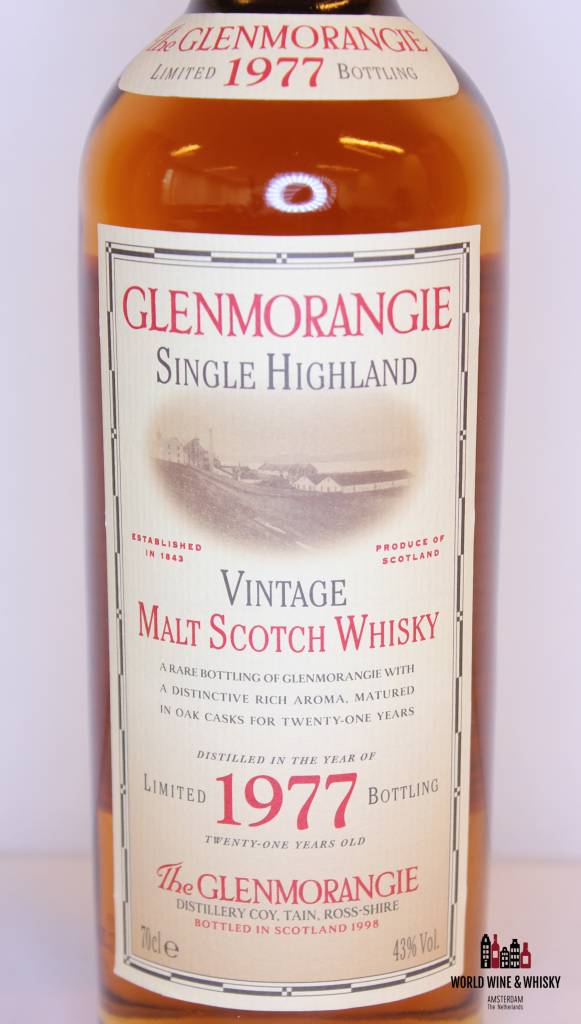 The GLENMORANGIE
LIMITED 1977 BOTTLING
GLENMORANGIE
SINGLE HIGHLAND
ESTABLISHED
IN 1843
PRODUCE OF
SCOTLAND
VINTAGE
MALT SCOTCH WHISKY
A RARE BOTTLING OF GLENMORANGIE WITH
A DISTINCTIVE RICH AROMA, MATURED
IN OAK CASKS FOR TWENTY-ONE YEARS
DISTILLED IN THE YEAR OF
LIMITED 1977 BOTTLING
TWENTY-ONE YEARS OLD
The GLENMORANGIE
DISTILLERY COY, TAIN, ROSS-SHIRE
BOTTLED IN SCOTLAND 1998
70cl e
43% Vol.
WORLD WINE & WHISKY
AMSTERDAM
The Netherlands